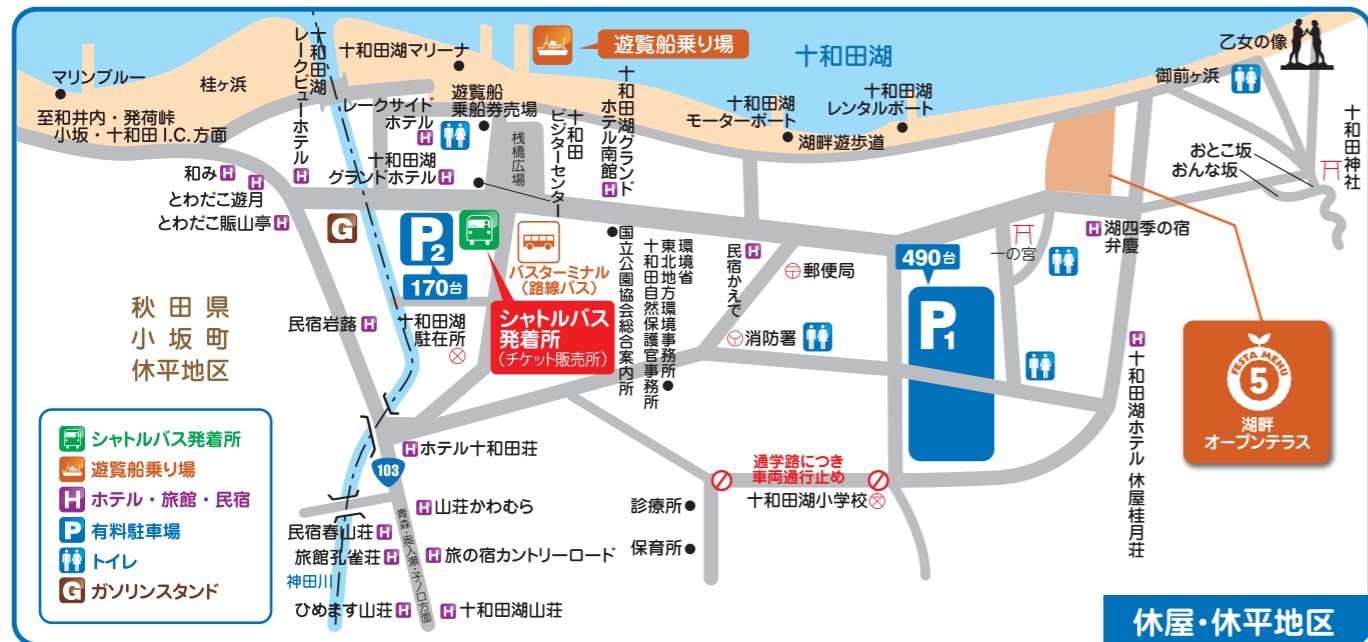 乙女の像
遊覧船乗り場
十和田湖
十和田湖マリーナ
十和田湖
レークビューホテル
マリンブルー
桂ヶ浜
御前ヶ浜
至和井内・発荷峠
小坂・十和田I.C.方面
レークサイド
ホテル
遊覧船
乗船券売場
桟橋広場
十和田
ビジターセンター
十和田湖グランド
ホテル南館
十和田湖
モーターボート
十和田湖
レンタルボート
湖畔遊歩道
十和田神社
おとこ坂
おんな坂
和み
とわだこ遊月
とわだこ賑山亭
十和田湖
グランドホテル
G
P2
170台
バスターミナル
（路線バス）
シャトルバス
発着所
（チケット販売所）
国立公園協会総合案内所
環境省
東北地方環境事務所
十和田自然保護官事務所
民宿かえで
郵便局
消防署
490台
P1
一の宮
湖四季の宿
弁慶
秋田県
小坂町
休平地区
民宿岩蕗
十和田湖
駐在所
十和田湖ホテル 休屋桂月荘
FESTA MENU
5
湖畔
オープンテラス
ホテル十和田荘
103
通学路につき
車両通行止め
十和田湖小学校
山荘かわむら
診療所
保育所
青森・奥入瀬・子ノ口方面
民宿春山荘
旅館孔雀荘
旅の宿カントリーロード
神田川
ひめます山荘
十和田湖山荘
シャトルバス発着所
遊覧船乗り場
H ホテル・旅館・民宿
P 有料駐車場
トイレ
G ガソリンスタンド
休屋・休平地区